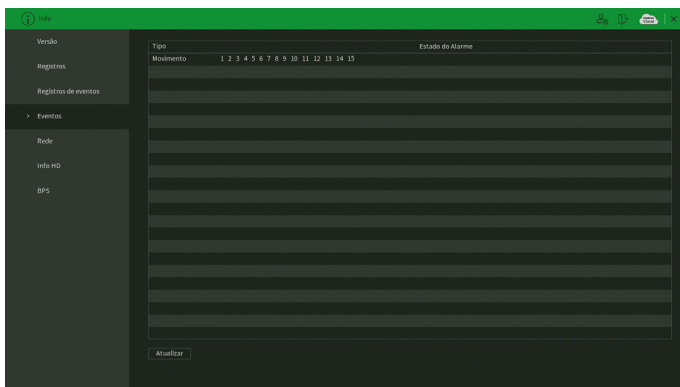 Info
Versão
Registros
Registros de eventos
> Eventos
Rede
Info HD
BPS
Tipo Estado do Alarme
Movimento 1 2 3 4 5 6 7 8 9 10 11 12 13 14 15
Atualizar